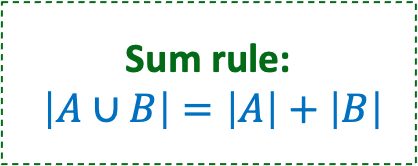 Sum rule:
|A ∪ B| = |A| + |B|